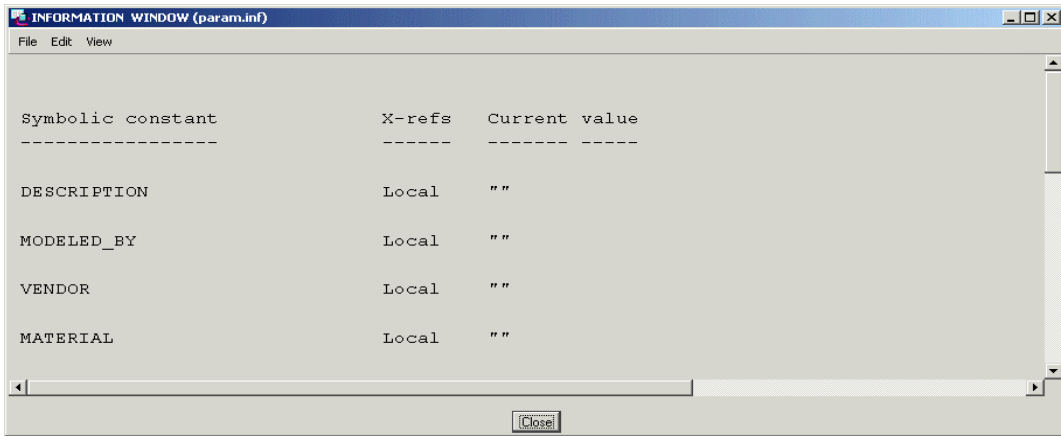 INFORMATION WINDOW (param.inf)
File Edit View
Symbolic constant X-refs Current value
----------------- ------ ------- -----
DESCRIPTION Local ""
MODELED_BY Local ""
VENDOR Local ""
MATERIAL Local ""
Close